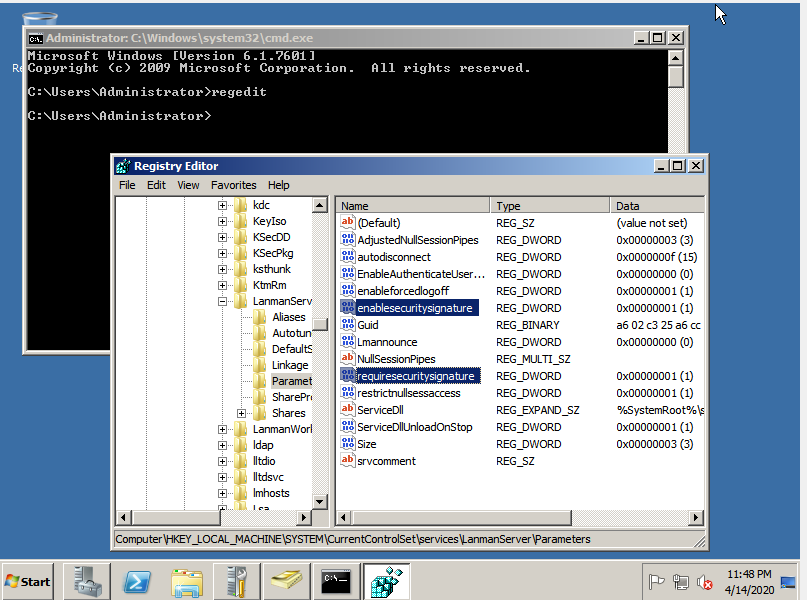 Administrator: C:\Windows\system32\cmd.exe
Microsoft Windows [Version 6.1.7601]
Copyright (c) 2009 Microsoft Corporation. All rights reserved.
C:\Users\Administrator>regedit
C:\Users\Administrator>
Re
Registry Editor
File Edit View Favorites Help
kdc
KeyIso
KSecDD
KSecPkg
ksthunk
KtmRm
LanmanServ
Aliases
Autotun
DefaultS
Linkage
Paramet
SharePro
Shares
LanmanWorl
ldap
lltdio
lltdsvc
lmhosts
Lsa
Name Type Data
(Default) REG_SZ (value not set)
AdjustedNullSessionPipes REG_DWORD 0x00000003 (3)
autodisconnect REG_DWORD 0x0000000f (15)
EnableAuthenticateUser... REG_DWORD 0x00000000 (0)
enableforcedlogoff REG_DWORD 0x00000001 (1)
enablesecuritysignature REG_DWORD 0x00000001 (1)
Guid REG_BINARY a6 02 c3 25 a6 cc
Lmannounce REG_DWORD 0x00000000 (0)
NullSessionPipes REG_MULTI_SZ
requiresecuritysignature REG_DWORD 0x00000001 (1)
restrictnullsessaccess REG_DWORD 0x00000001 (1)
ServiceDll REG_EXPAND_SZ %SystemRoot%\s
ServiceDllUnloadOnStop REG_DWORD 0x00000001 (1)
Size REG_DWORD 0x00000003 (3)
srvcomment REG_SZ
Computer\HKEY_LOCAL_MACHINE\SYSTEM\CurrentControlSet\services\LanmanServer\Parameters
Start
11:48 PM
4/14/2020